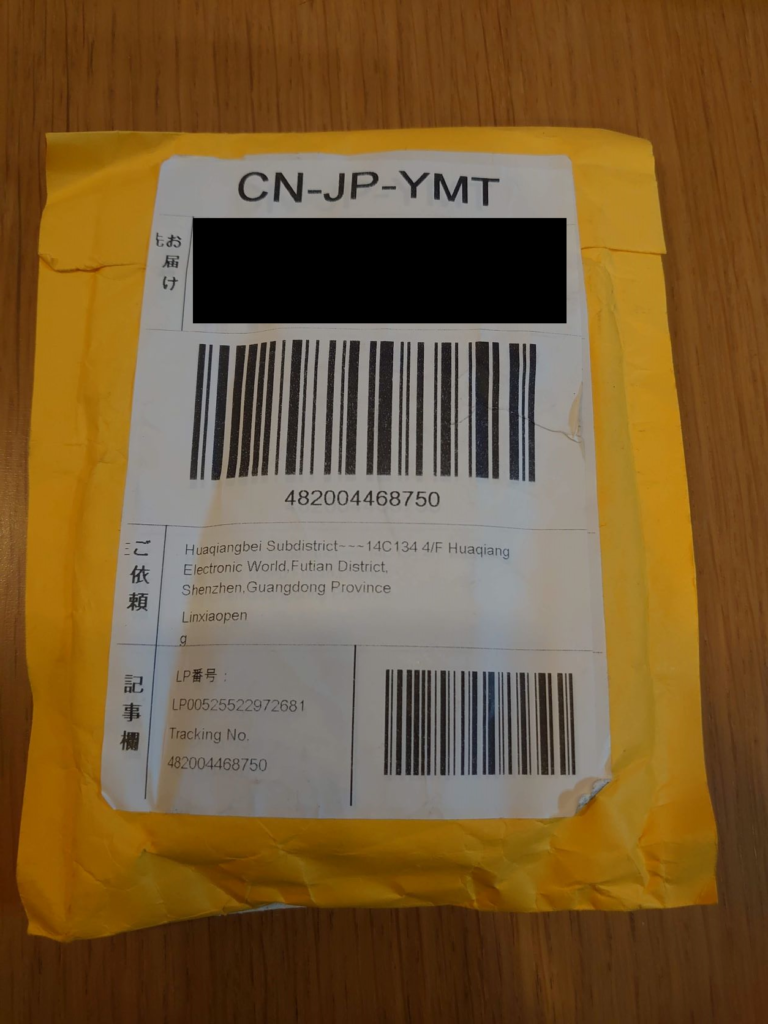 CN-JP-YMT
お届け先
482004468750
ご依頼主
Huaqiangbei Subdistrict~~~14C134 4/F Huaqiang
Electronic World,Futian District,
Shenzhen,Guangdong Province
Linxiaopen
g
記事欄
LP番号：
LP00525522972681
Tracking No.
482004468750